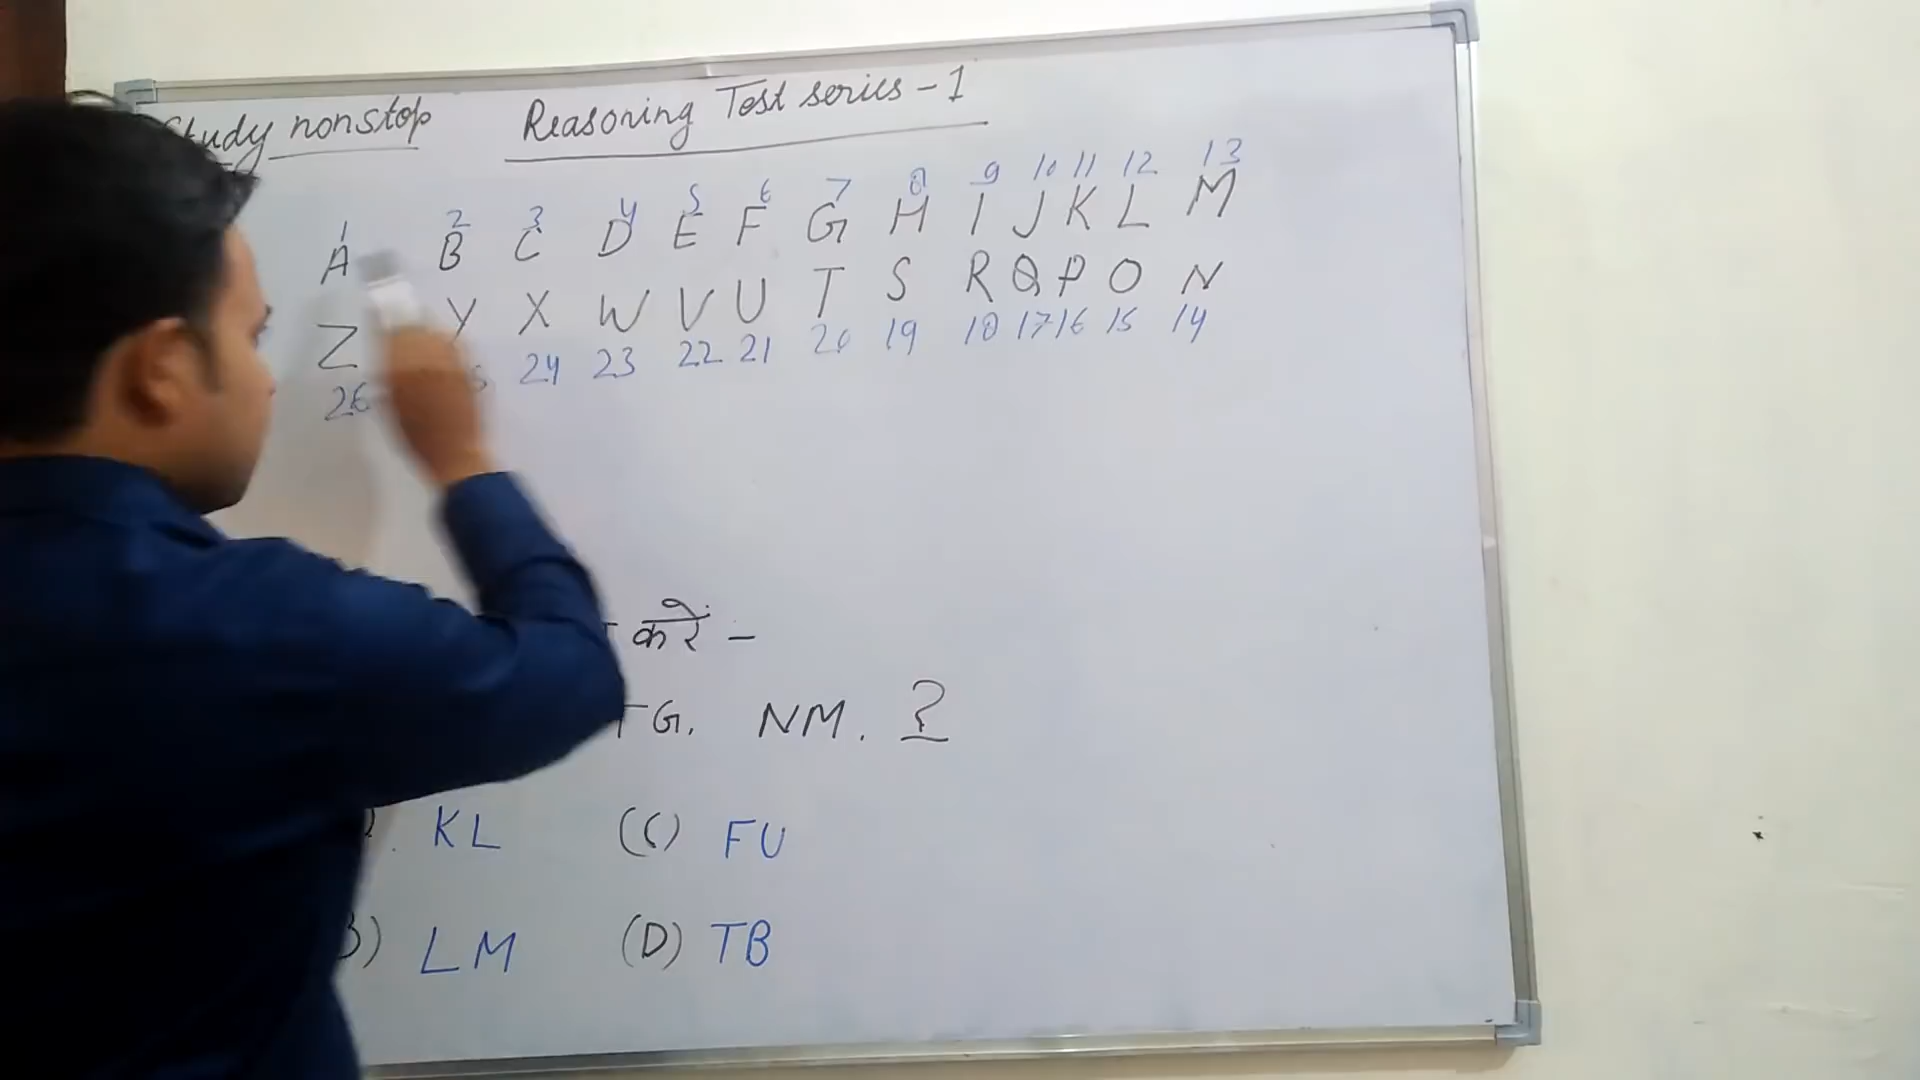 Study nonstop Reasoning Test series - 1
1 2 3 4 5 6 7 8 9 10 11 12 13
A B C D E F G H I J K L M
Z Y X W V U T S R Q P O N
26 24 23 22 21 20 19 18 17 16 15 14
करें -
TG. NM. ?
KL (C) FU
B) LM (D) TB